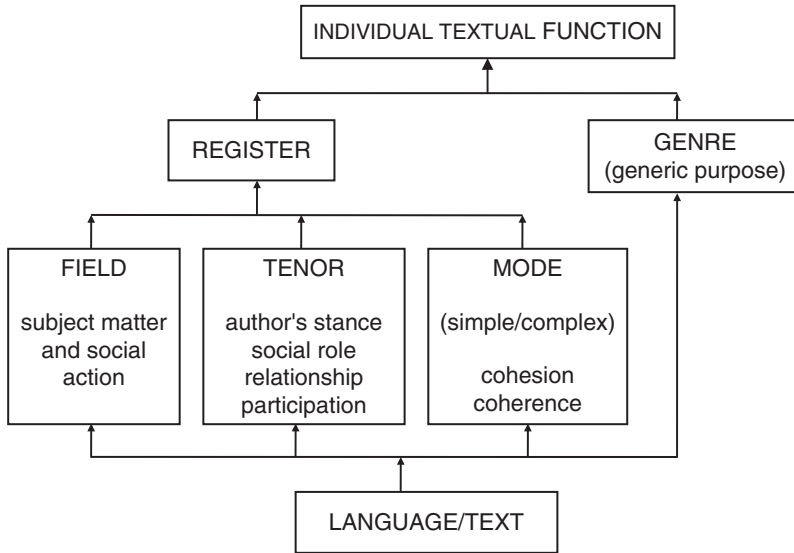 INDIVIDUAL TEXTUAL FUNCTION
REGISTER
GENRE
(generic purpose)
FIELD
subject matter
and social
action
TENOR
author's stance
social role
relationship
participation
MODE
(simple/complex)
cohesion
coherence
LANGUAGE/TEXT